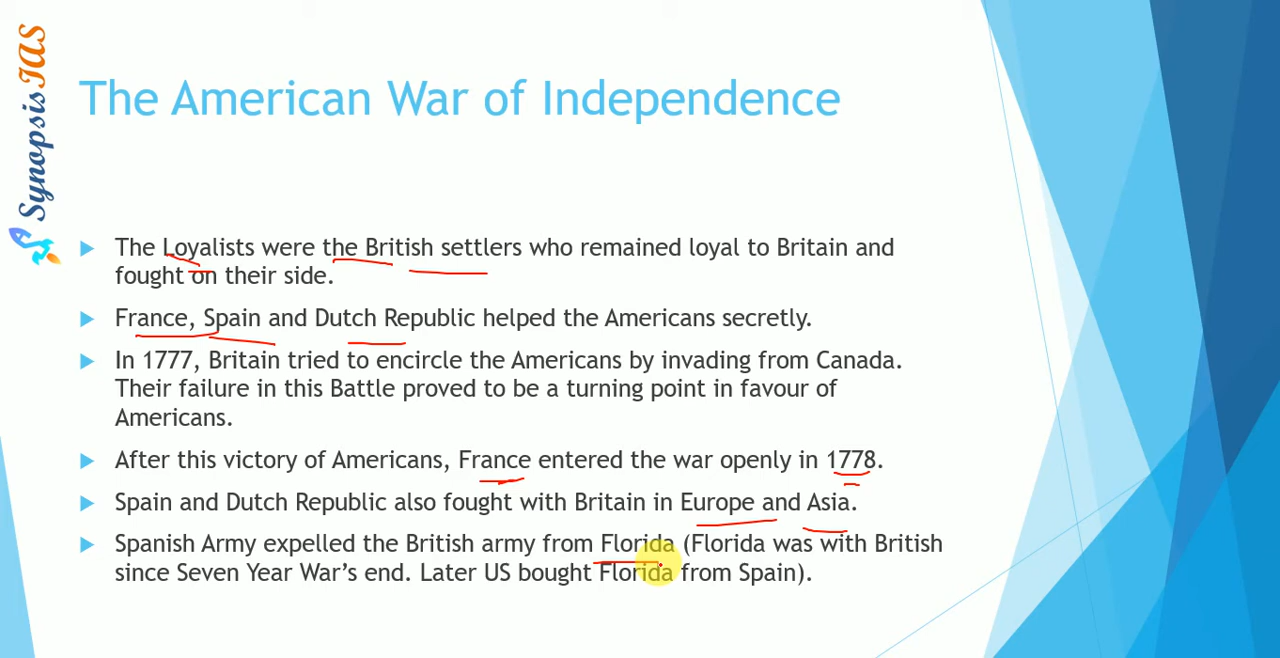 Synopsis IAS
The American War of Independence
The Loyalists were the British settlers who remained loyal to Britain and
fought on their side.
France, Spain and Dutch Republic helped the Americans secretly.
In 1777, Britain tried to encircle the Americans by invading from Canada.
Their failure in this Battle proved to be a turning point in favour of
Americans.
After this victory of Americans, France entered the war openly in 1778.
Spain and Dutch Republic also fought with Britain in Europe and Asia.
Spanish Army expelled the British army from Florida (Florida was with British
since Seven Year War’s end. Later US bought Florida from Spain).